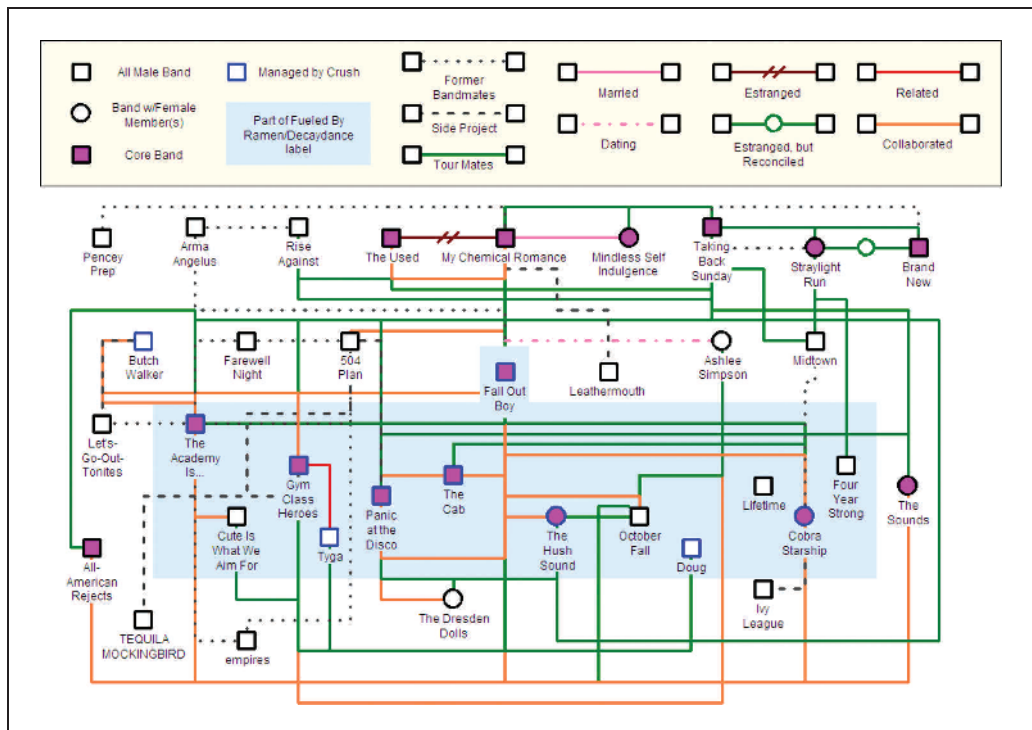 All Male Band
Managed by Crush
Former
Bandmates
Married
Estranged
Related
Band w/Female
Member(s)
Part of Fueled By
Ramen/Decaydance
label
Side Project
Dating
Estranged, but
Reconciled
Collaborated
Core Band
Tour Mates
Pencey
Prep
Arma
Angelus
Rise
Against
The Used
My Chemical Romance
Mindless Self
Indulgence
Taking
Back
Sunday
Straylight
Run
Brand
New
Butch
Walker
Farewell
Night
504
Plan
Fall Out
Boy
Leathermouth
Ashlee
Simpson
Midtown
Let's-
Go-Out-
Tonites
The
Academy
Is...
Gym
Class
Heroes
Panic
at the
Disco
The
Cab
Lifetime
Four
Year
Strong
The
Sounds
Cute Is
What We
Aim For
Tyga
The
Hush
Sound
October
Fall
Doug
Cobra
Starship
All-
American
Rejects
TEQUILA
MOCKINGBIRD
empires
The Dresden
Dolls
Ivy
League